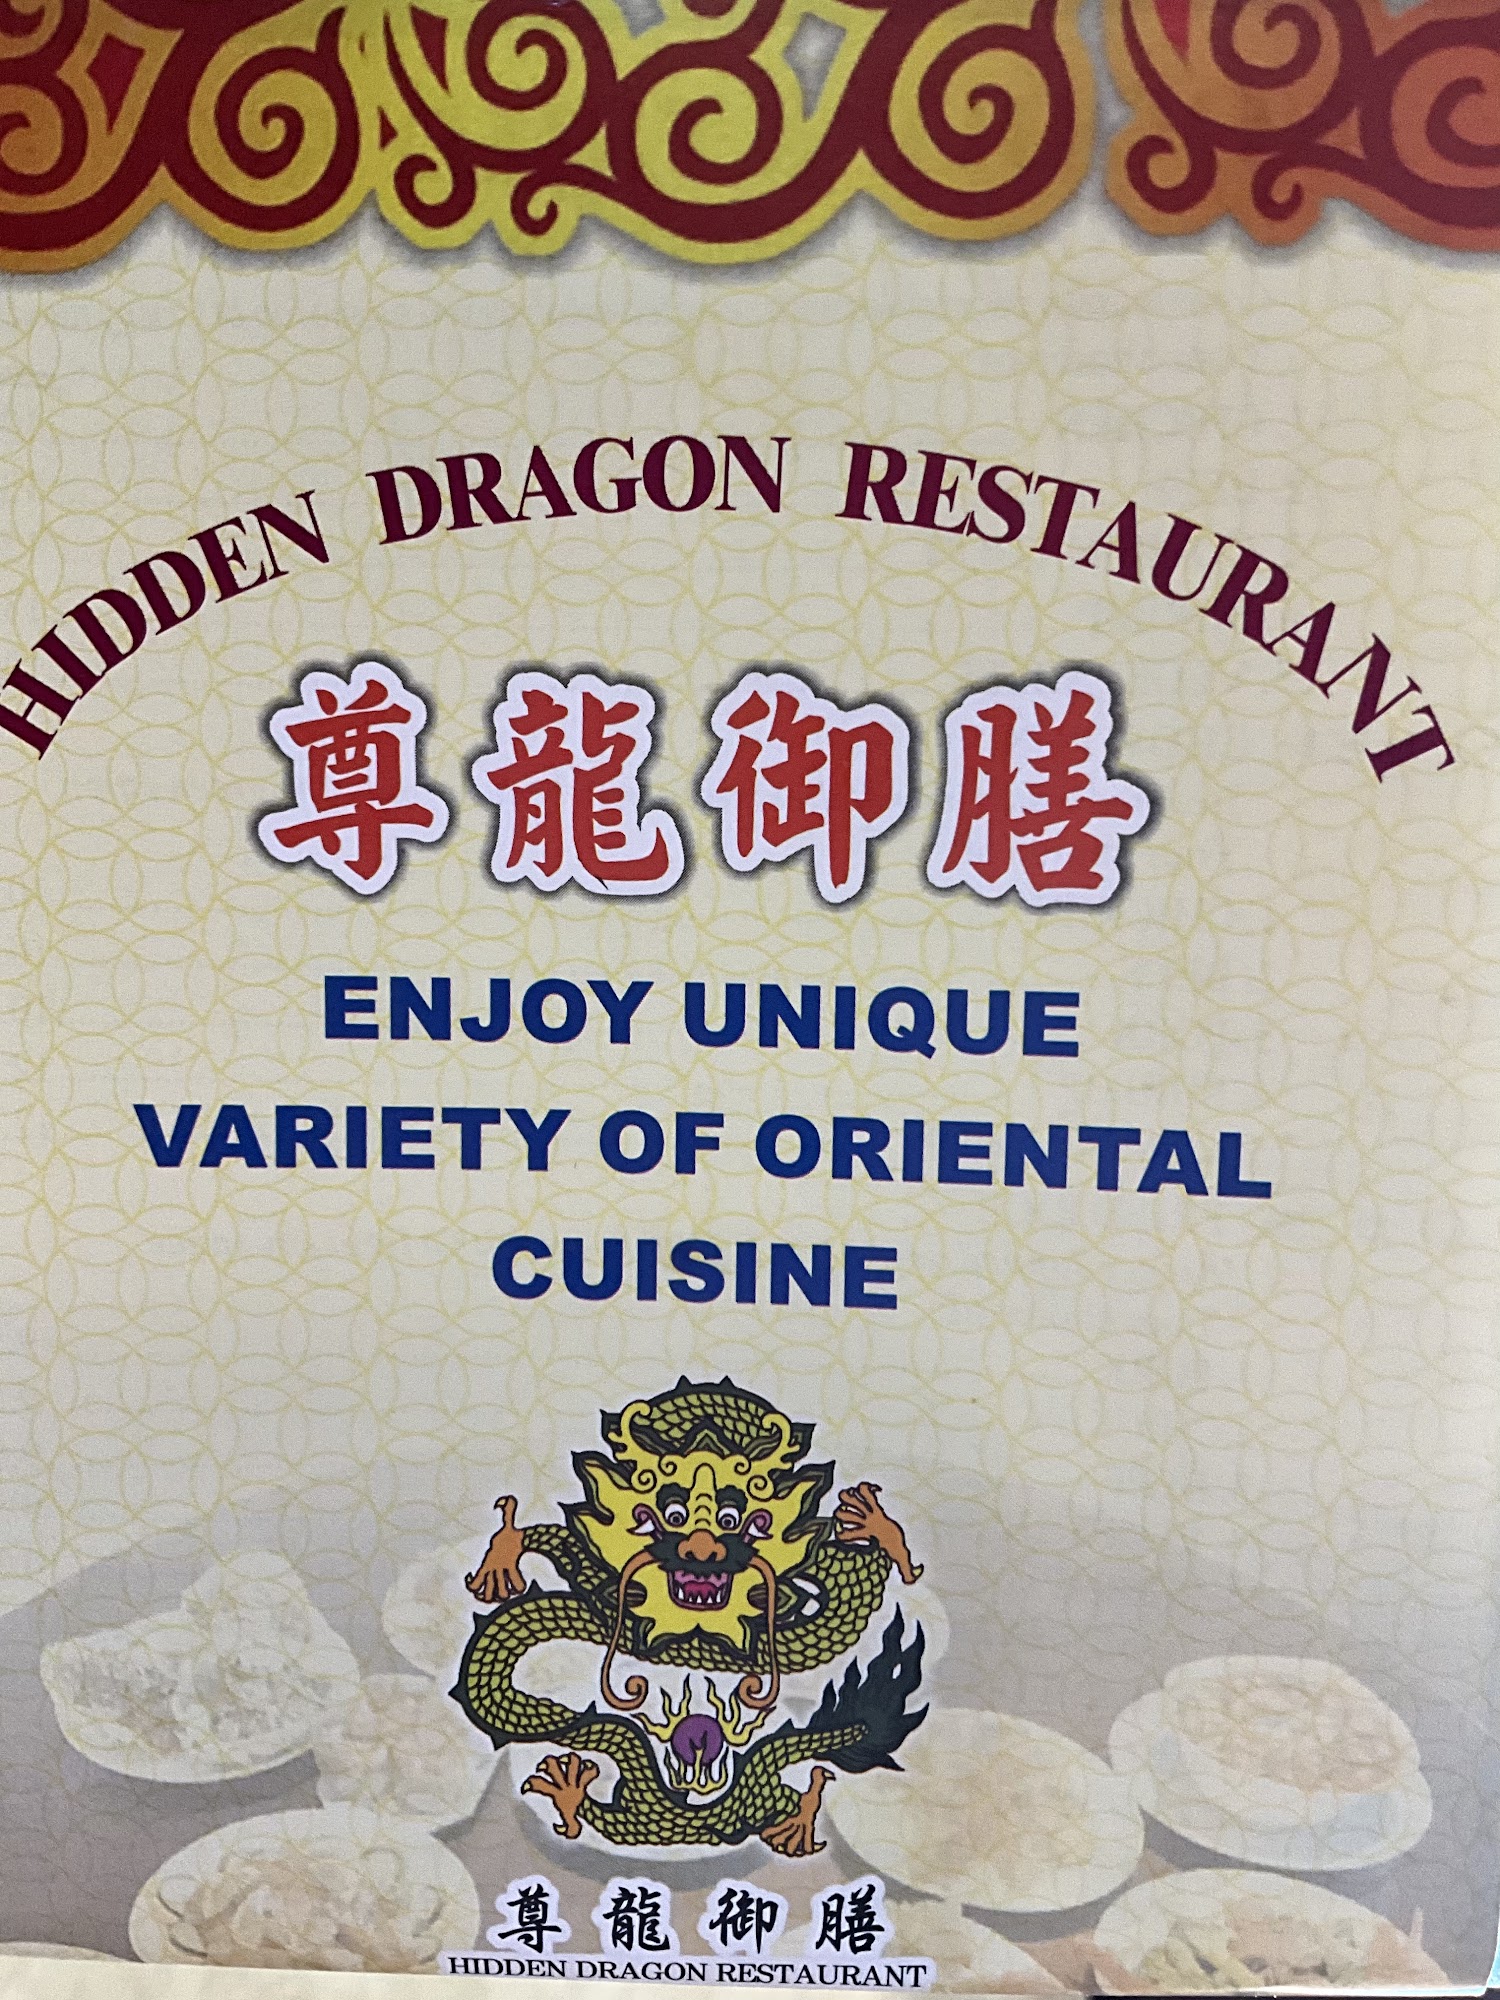 HIDDEN DRAGON RESTAURANT
尊龍御膳
ENJOY UNIQUE
VARIETY OF ORIENTAL
CUISINE
尊龍御膳
HIDDEN DRAGON RESTAURANT